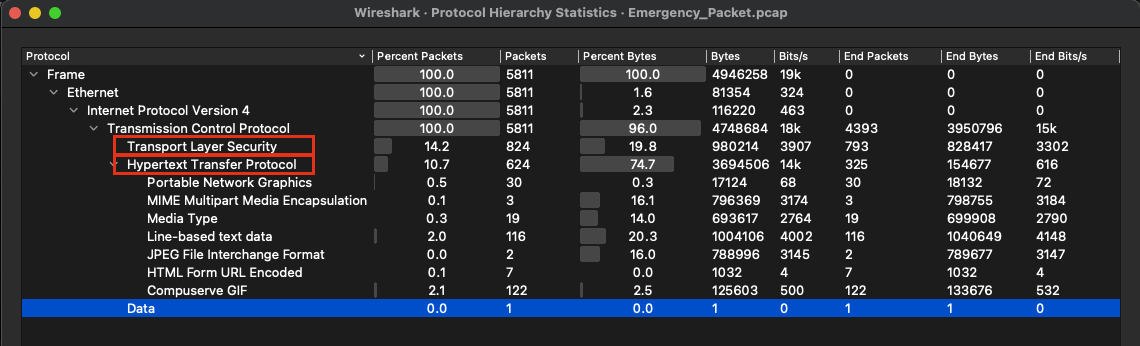 Wireshark · Protocol Hierarchy Statistics · Emergency_Packet.pcap
Protocol Percent Packets Packets Percent Bytes Bytes Bits/s End Packets End Bytes End Bits/s
Frame 100.0 5811 100.0 4946258 19k 0 0 0
Ethernet 100.0 5811 1.6 81354 324 0 0 0
Internet Protocol Version 4 100.0 5811 2.3 116220 463 0 0 0
Transmission Control Protocol 100.0 5811 96.0 4748684 18k 4393 3950796 15k
Transport Layer Security 14.2 824 19.8 980214 3907 793 828417 3302
Hypertext Transfer Protocol 10.7 624 74.7 3694506 14k 325 154677 616
Portable Network Graphics 0.5 30 0.3 17124 68 30 18132 72
MIME Multipart Media Encapsulation 0.1 3 16.1 796369 3174 3 798755 3184
Media Type 0.3 19 14.0 693617 2764 19 699908 2790
Line-based text data 2.0 116 20.3 1004106 4002 116 1040649 4148
JPEG File Interchange Format 0.0 2 16.0 788996 3145 2 789677 3147
HTML Form URL Encoded 0.1 7 0.0 1032 4 7 1032 4
Compuserve GIF 2.1 122 2.5 125603 500 122 133676 532
Data 0.0 1 0.0 1 0 1 1 0